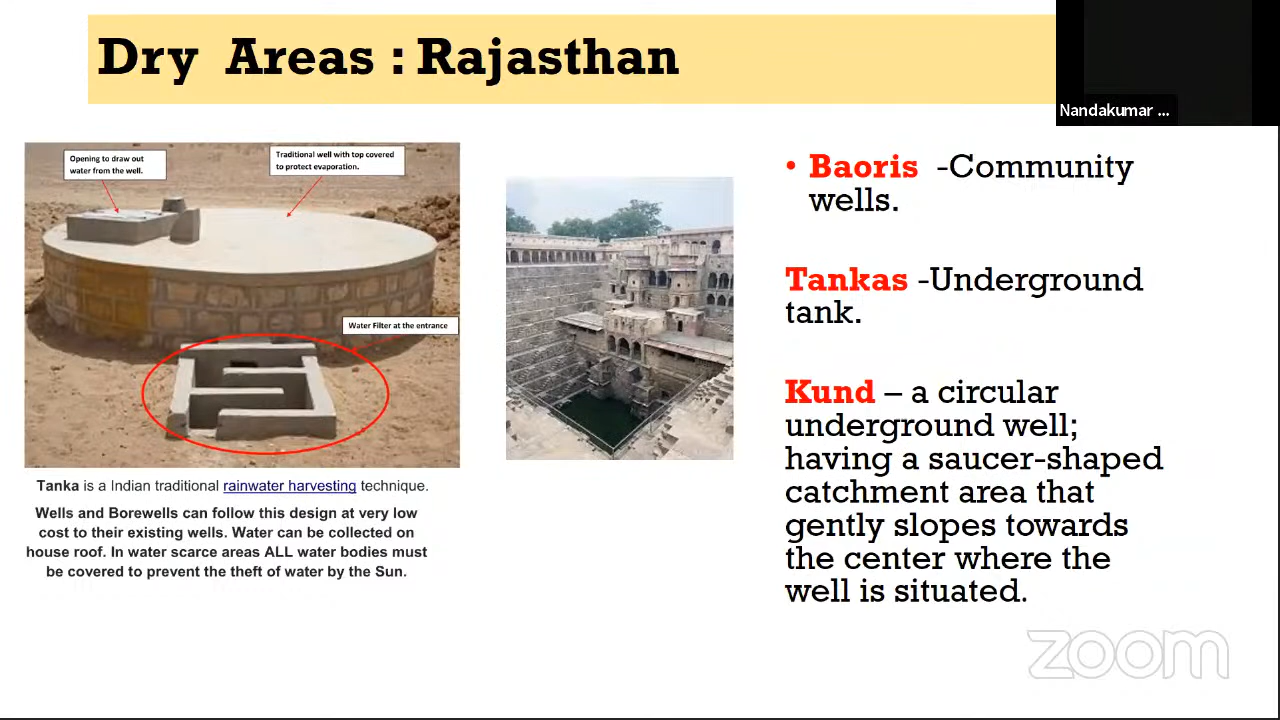 Dry Areas : Rajasthan
Nandakumar ...
Opening to draw out
water from the well.
Traditional well with top covered
to protect evaporation.
Water Filter at the entrance
Tanka is a Indian traditional rainwater harvesting technique.
Wells and Borewells can follow this design at very low
cost to their existing wells. Water can be collected on
house roof. In water scarce areas ALL water bodies must
be covered to prevent the theft of water by the Sun.
• Baoris -Community
wells.
Tankas -Underground
tank.
Kund – a circular
underground well;
having a saucer-shaped
catchment area that
gently slopes towards
the center where the
well is situated.
zoom